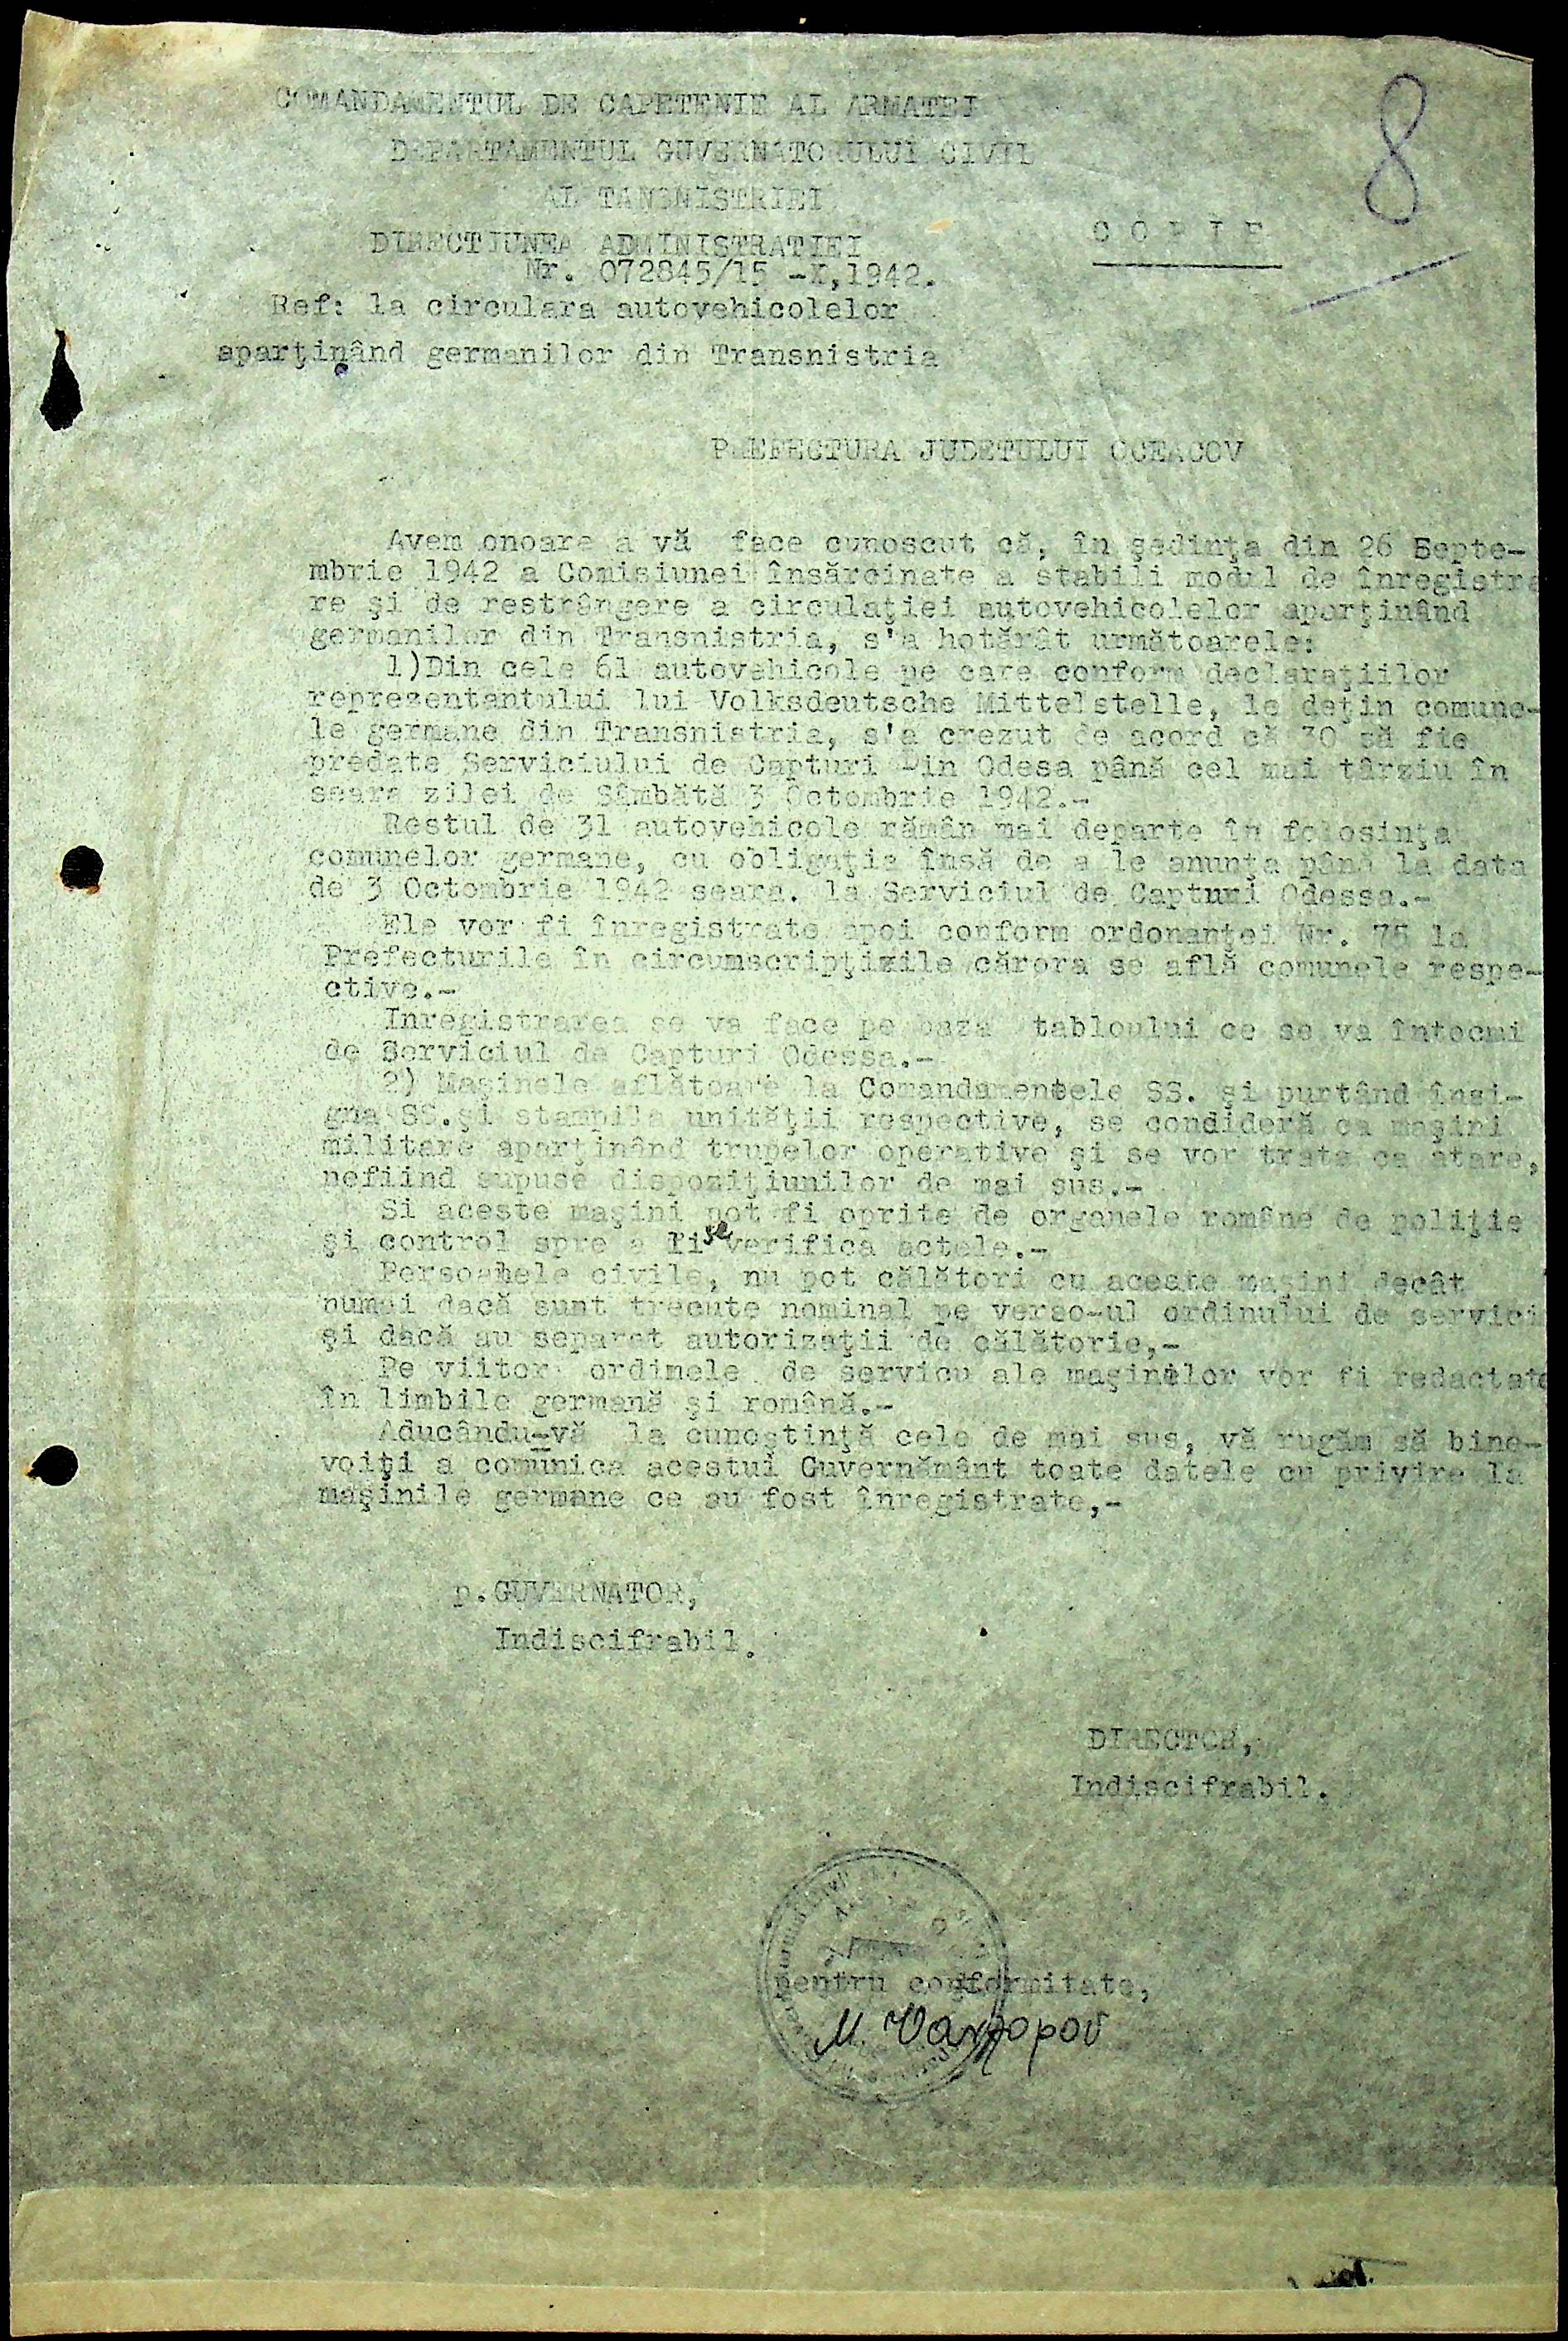 8
COMANDAMENTUL DE CAPETENIE AL ARMATEI
DEPARTAMENTUL GUVERNATORULUI CIVIL
AL TANSNISTRIEI
COPIE
DIRECTIUNEA ADMINISTRATIEI
Nr. 072845/15 -X,1942.
Ref: la circulara autovehicolelor
aparţinând germanilor din Transnistria
PREFECTURA JUDETULUI OCEACOV
Avem onoare a vă face cunoscut că, în şedinţa din 26 Septe-
mbrie 1942 a Comisiunei însărcinate a stabili modul de înregistra
re şi de restrângere a circulaţiei autovehicolelor aparţinând
germanilor din Transnistria, s'a hotărât următoarele:
1)Din cele 61 autovehicole pe care conform declaraţiilor
reprezentantului lui Volksdeutsche Mittelstelle, le deţin comune-
le germane din Transnistria, s'a crezut de acord că 30 să fie
predate Serviciului de Capturi Din Odesa până cel mai târziu în
seara zilei de Sâmbătă 3 Octombrie 1942.-
Restul de 31 autovehicole rămân mai departe în folosinţa
comunelor germane, cu obligaţia însă de a le anunţa până la data
de 3 Octombrie 1942 seara. la Serviciul de Capturi Odessa.-
Ele vor fi înregistrate apoi conform ordonanţei Nr. 75 la
Prefecturile în circumscripţiile cărora se află comunele respe-
ctive.-
Inregistrarea se va face pe baza tabloului ce se va întocmi
de Serviciul de Capturi Odessa.-
2) Maşinele aflătoare la Comandamentele SS. şi purtând însi-
gna SS.şi stampila unităţii respective, se condideră ca maşini
militare aparţinând trupelor operative şi se vor trata ca atare,
nefiind supuse dispoziţiunilor de mai sus.-
Si aceste maşini pot fi oprite de organele române de poliţie
şi control spre a li se verifica actele.-
Persoanele civile, nu pot călători cu aceste maşini decât
numai dacă sunt trecute nominal pe verso-ul ordinului de servici
şi dacă au separat autorizaţii de călătorie,-
Pe viitor ordinele de servicu ale maşinelor vor fi redactate
în limbile germană şi română.-
Aducându-vă la cunoştinţă cele de mai sus, vă rugăm să bine-
voiţi a comunica acestui Guvernământ toate datele cu privire la
maşinile germane ce au fost înregistrate,-
p.GUVERNATOR,
Indiscifrabil.
DIRECTOR,
Indiscifrabil.
pentru conformitate,